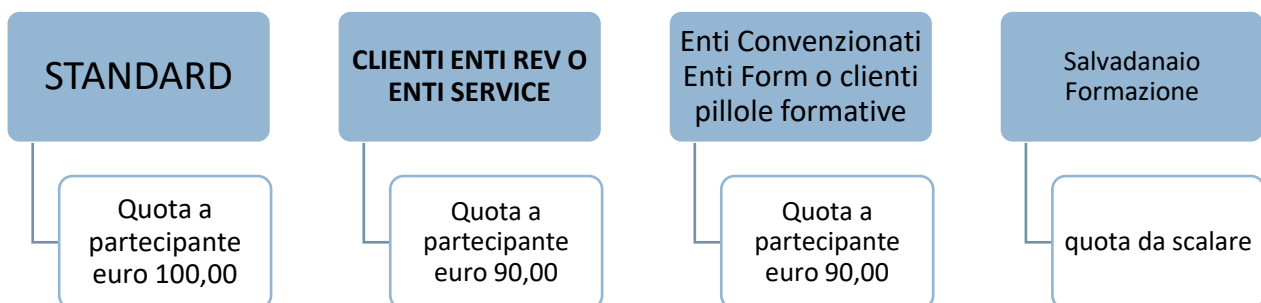 STANDARD
Quota a
partecipante
euro 100,00
CLIENTI ENTI REV O
ENTI SERVICE
Quota a
partecipante
euro 90,00
Enti Convenzionati
Enti Form o clienti
pillole formative
Quota a
partecipante
euro 90,00
Salvadanaio
Formazione
quota da scalare